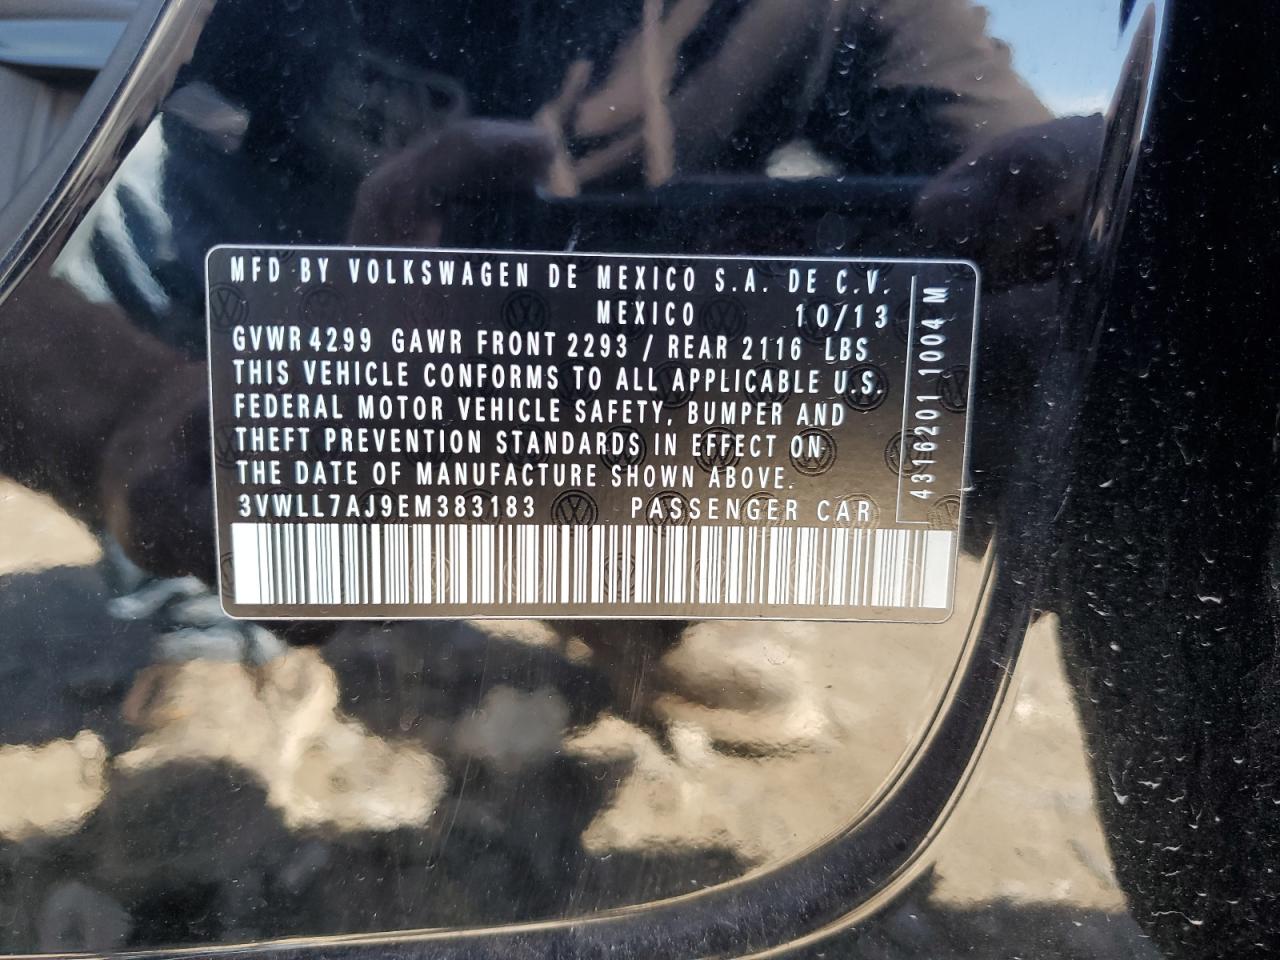 MFD BY VOLKSWAGEN DE MEXICO S.A. DE C.V.
MEXICO 10/13
GVWR 4299 GAWR FRONT 2293 / REAR 2116 LBS
THIS VEHICLE CONFORMS TO ALL APPLICABLE U.S.
FEDERAL MOTOR VEHICLE SAFETY, BUMPER AND
THEFT PREVENTION STANDARDS IN EFFECT ON
THE DATE OF MANUFACTURE SHOWN ABOVE.
3VWLL7AJ9EM383183 PASSENGER CAR
4316201 1004 M